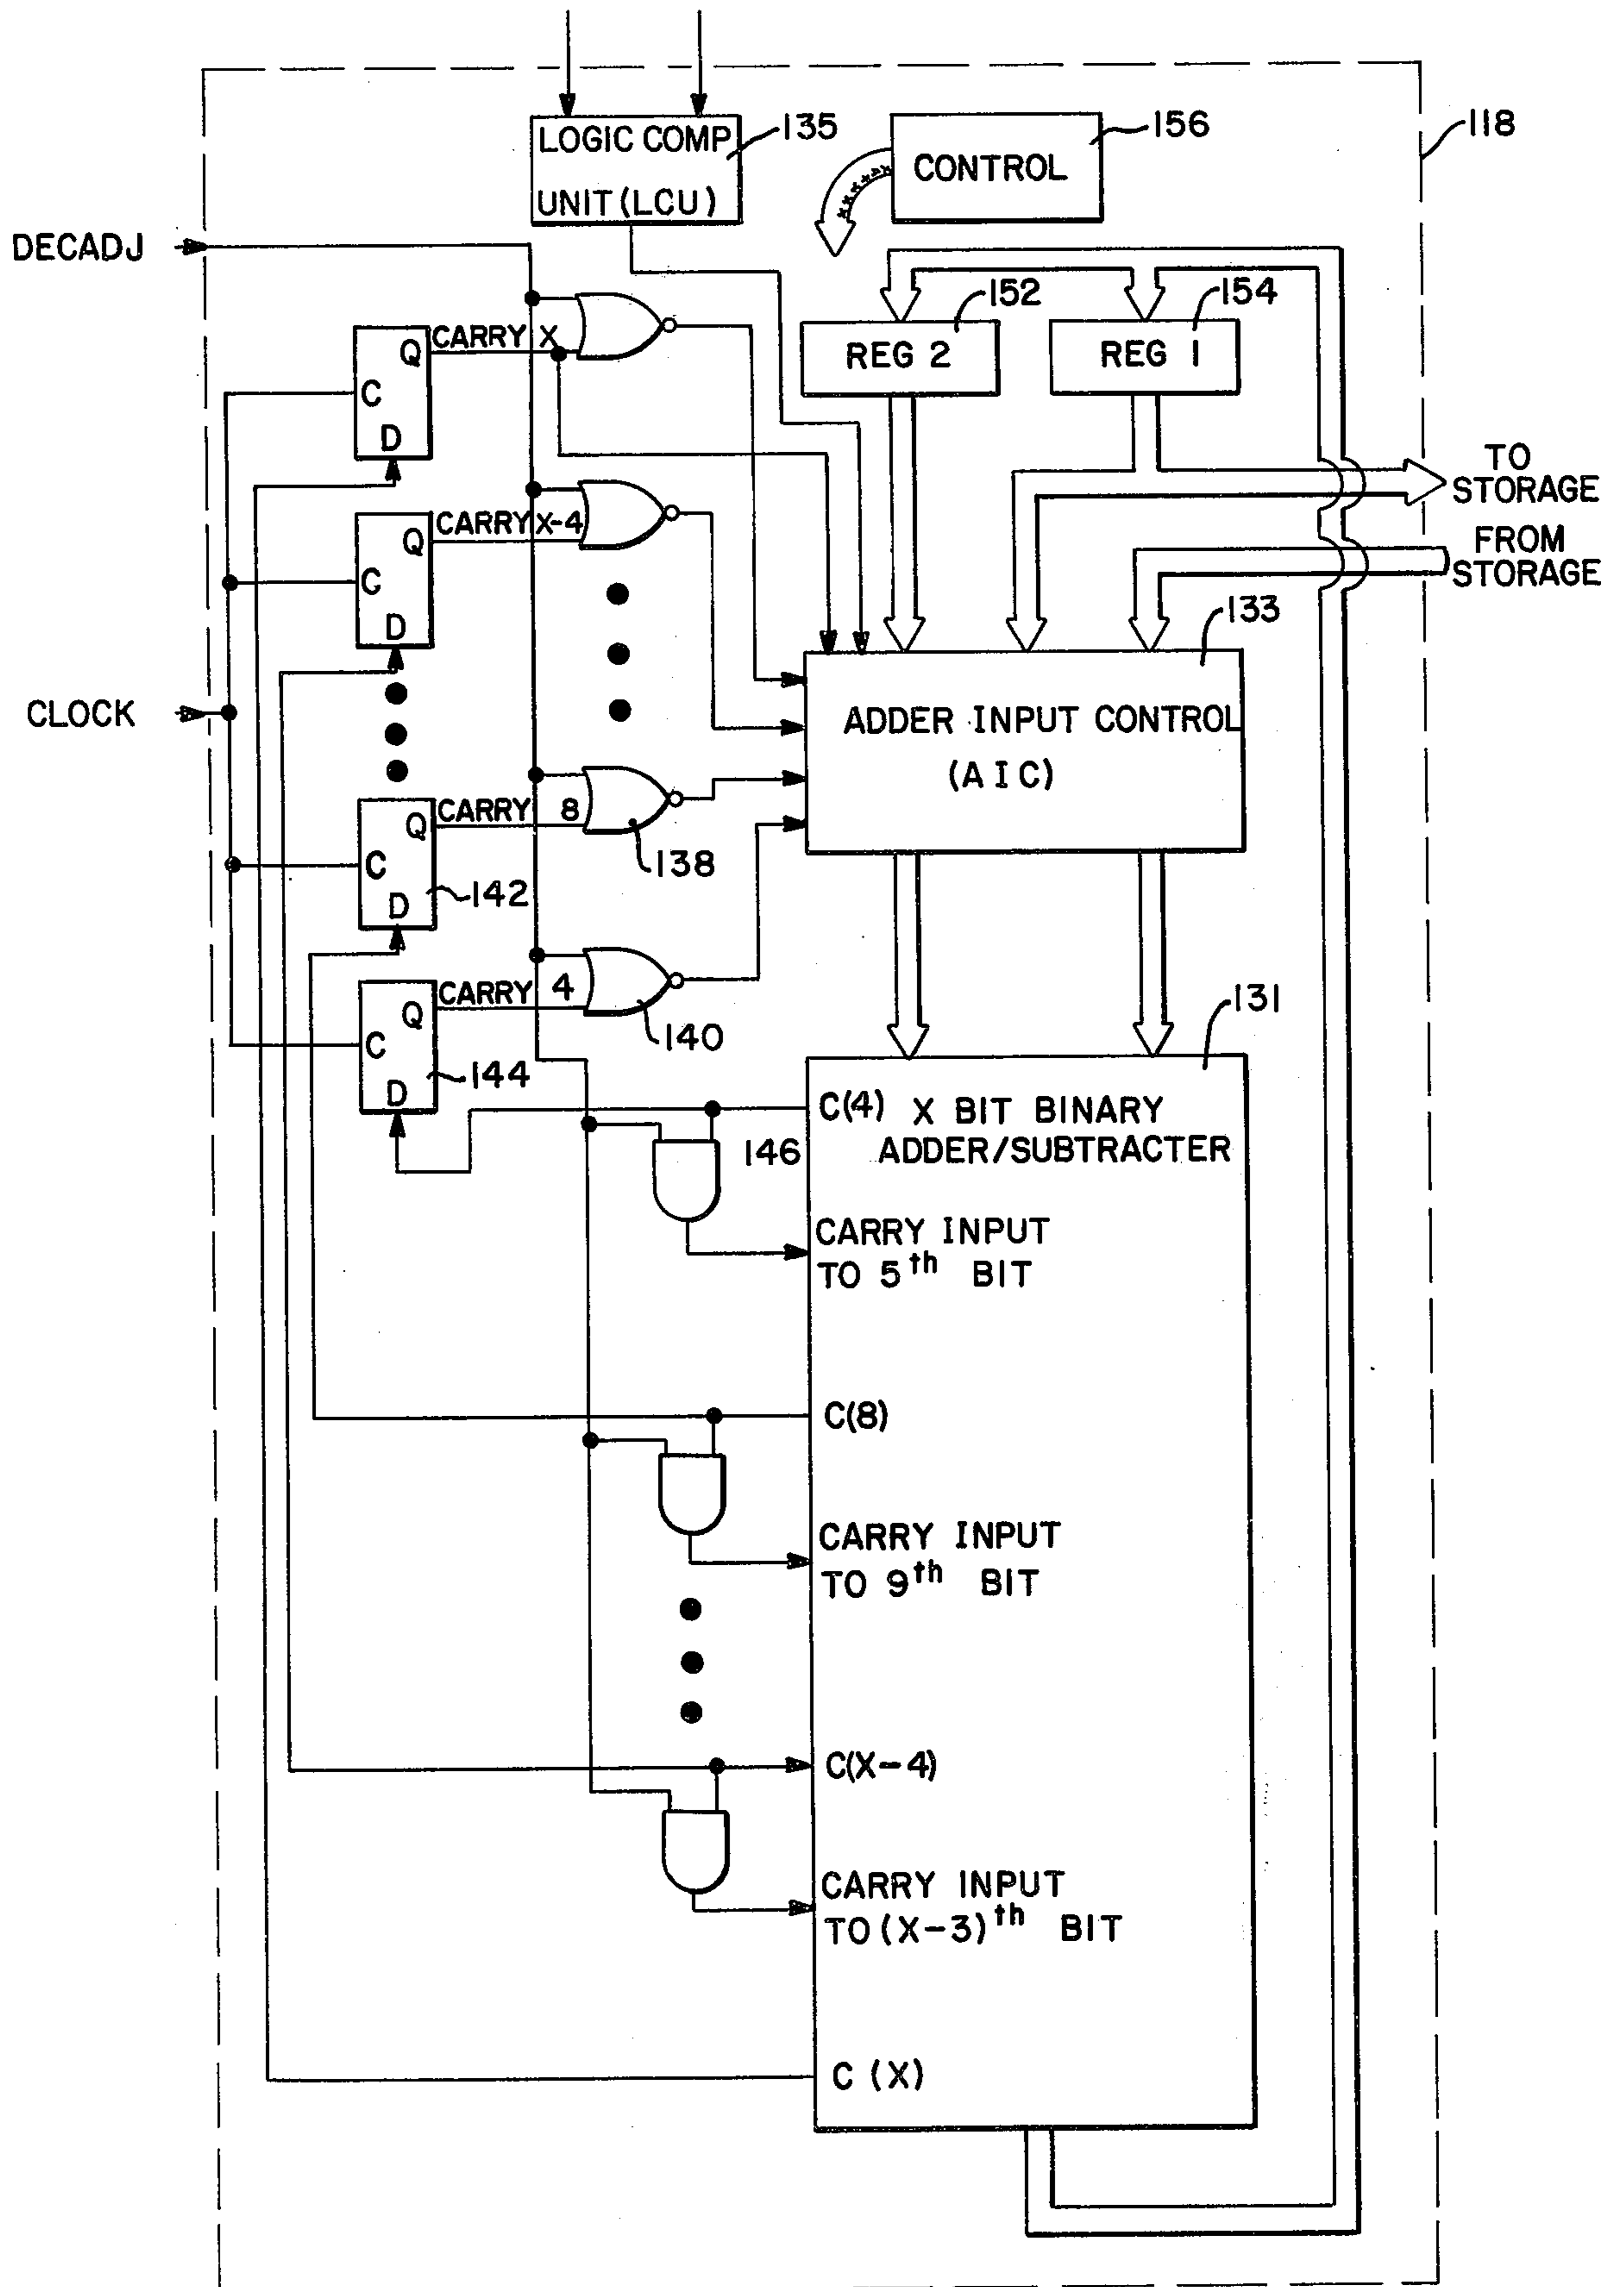 LOGIC COMP
UNIT (LCU)
135
CONTROL
156
118
DECADJ
152
154
REG 2
REG 1
Q
CARRY X
C
D
TO
STORAGE
Q
CARRY X-4
C
D
FROM
STORAGE
133
CLOCK
ADDER INPUT CONTROL
(AIC)
Q
CARRY 8
C
D
138
142
Q
CARRY 4
C
D
140
144
131
C(4)
X BIT BINARY
ADDER/SUBTRACTER
146
CARRY INPUT
TO 5th BIT
C(8)
CARRY INPUT
TO 9th BIT
C(X-4)
CARRY INPUT
TO (X-3)th BIT
C (X)